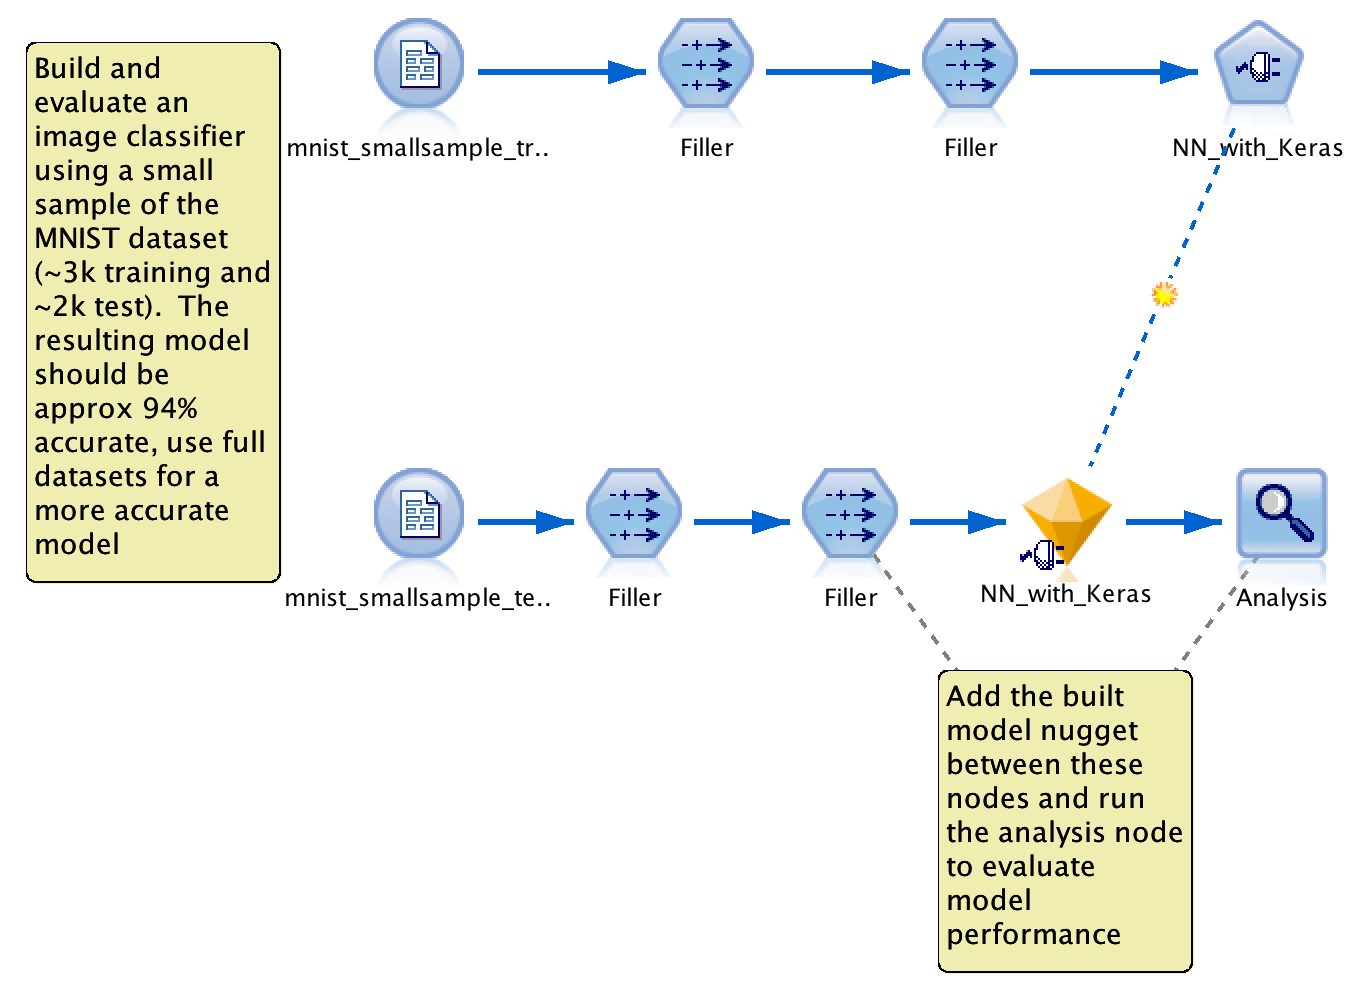 Build and
evaluate an
image classifier
using a small
sample of the
MNIST dataset
(~3k training and
~2k test).  The
resulting model
should be
approx 94%
accurate, use full
datasets for a
more accurate
model
mnist_smallsample_tr..
Filler
Filler
NN_with_Keras
mnist_smallsample_te..
Filler
Filler
NN_with_Keras
Analysis
Add the built
model nugget
between these
nodes and run
the analysis node
to evaluate
model
performance